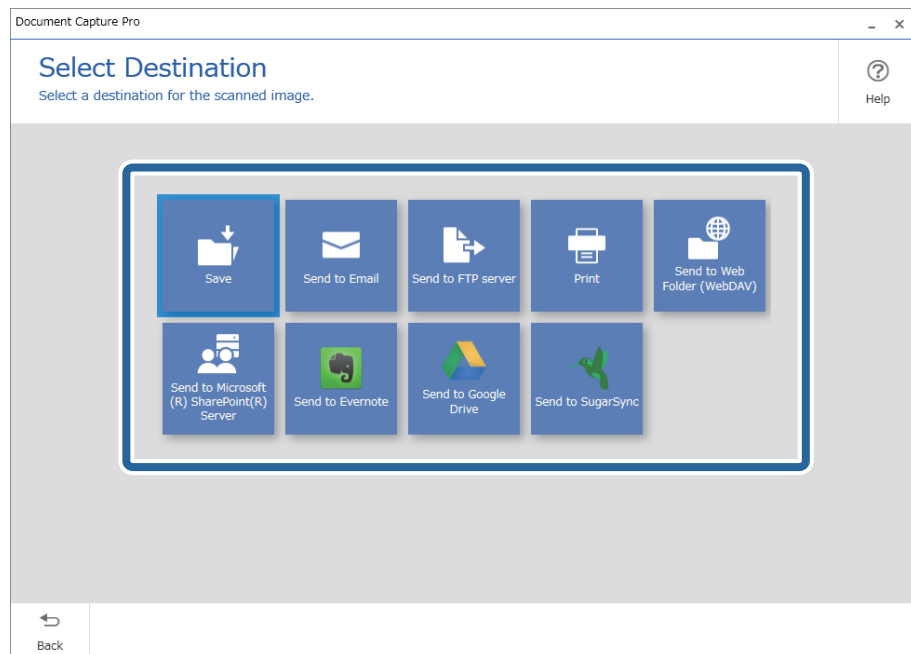 Document Capture Pro
Select Destination
Select a destination for the scanned image.
Help
Save
Send to Email
Send to FTP server
Print
Send to Web
Folder (WebDAV)
Send to Microsoft
(R) SharePoint(R)
Server
Send to Evernote
Send to Google
Drive
Send to SugarSync
Back